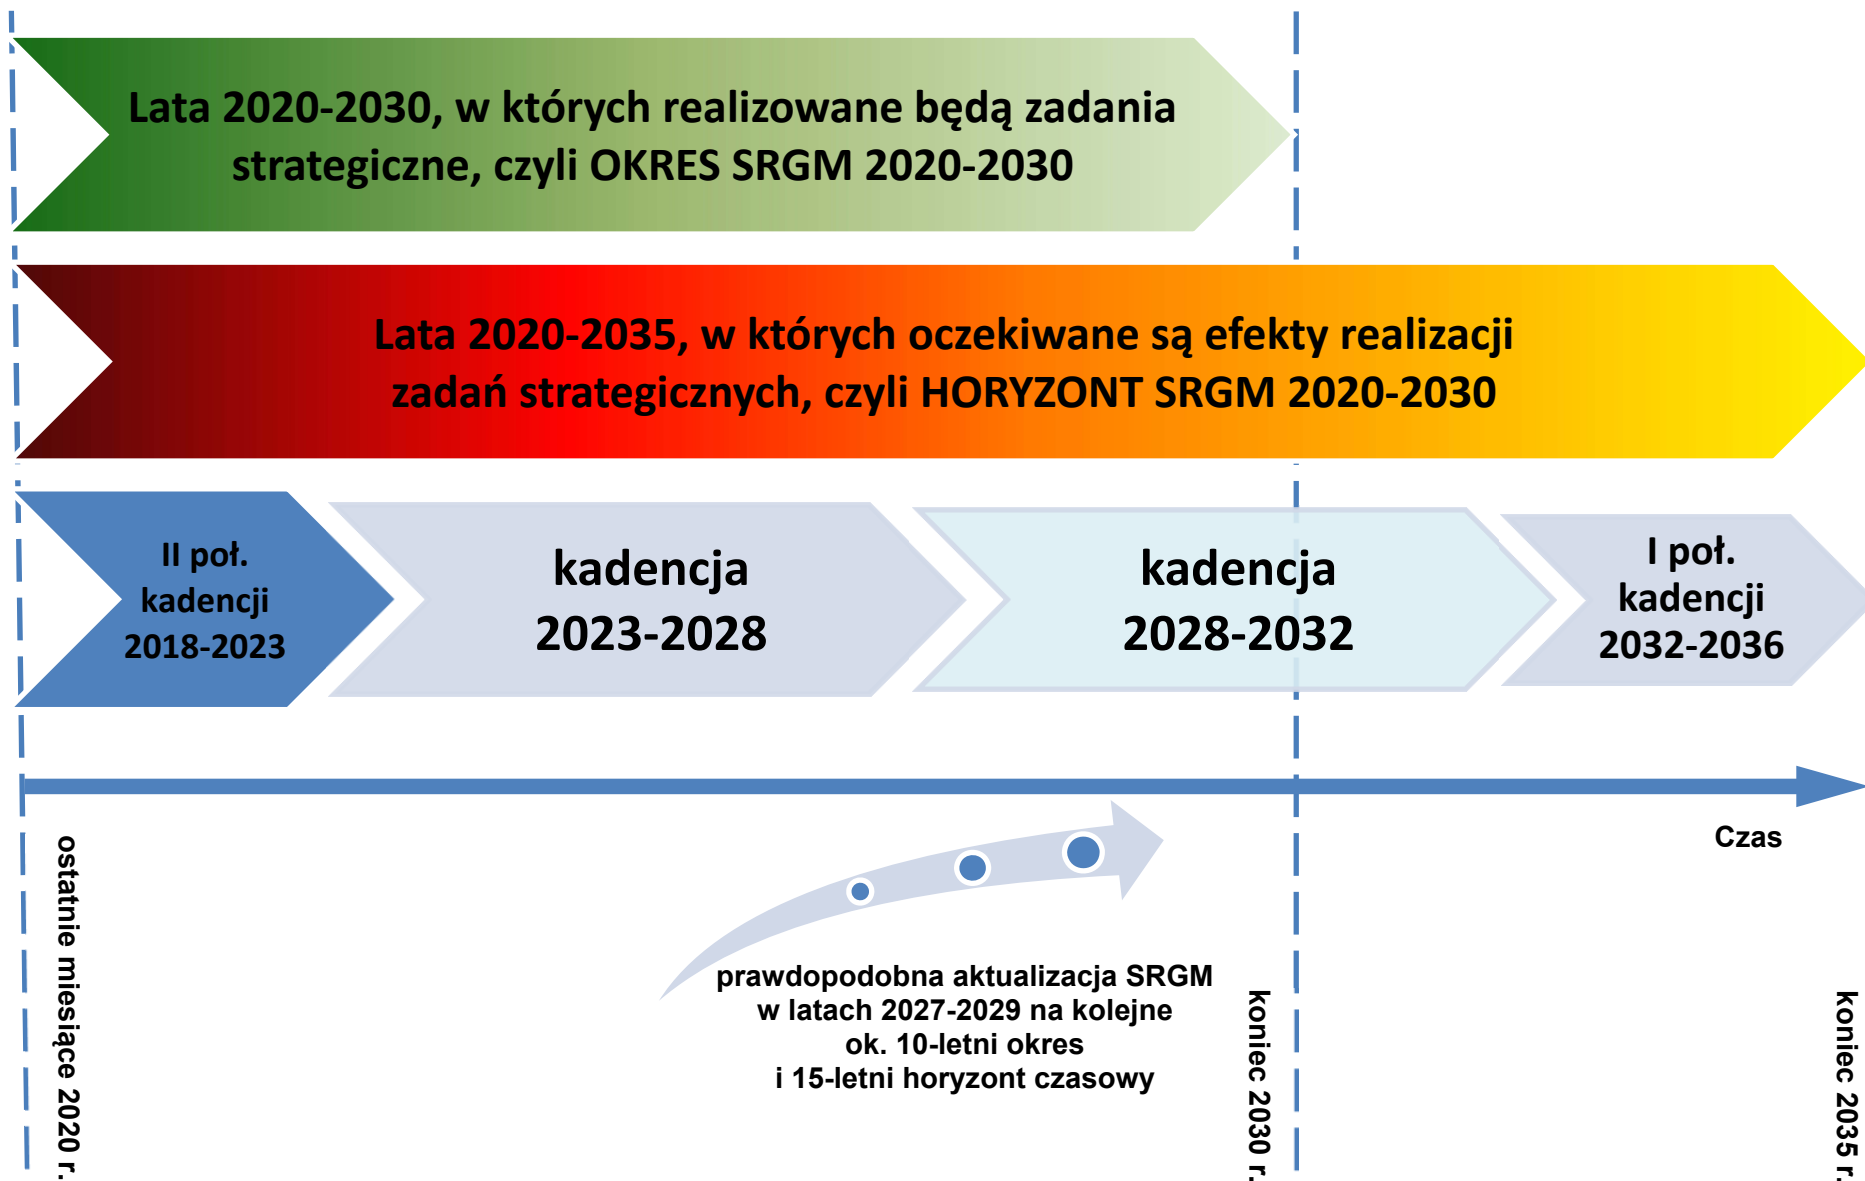 Lata 2020-2030, w których realizowane będą zadania
strategiczne, czyli OKRES SRGM 2020-2030
Lata 2020-2035, w których oczekiwane są efekty realizacji
zadań strategicznych, czyli HORYZONT SRGM 2020-2030
II poł.
kadencji
2018-2023
kadencja
2023-2028
kadencja
2028-2032
I poł.
kadencji
2032-2036
Czas
ostatnie miesiące 2020 r.
prawdopodobna aktualizacja SRGM
w latach 2027-2029 na kolejne
ok. 10-letni okres
i 15-letni horyzont czasowy
koniec 2030 r.
koniec 2035 r.